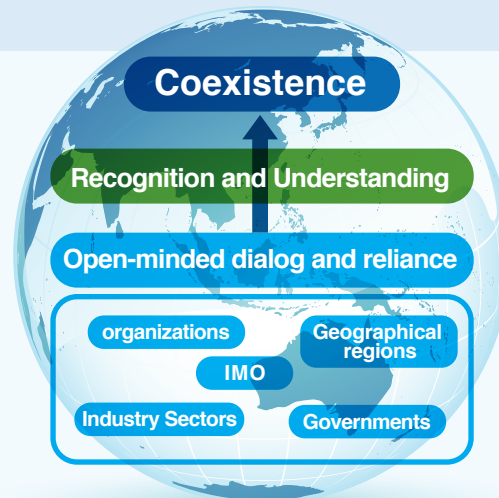 Coexistence
Recognition and Understanding
Open-minded dialog and reliance
organizations
Geographical
regions
IMO
Industry Sectors
Governments